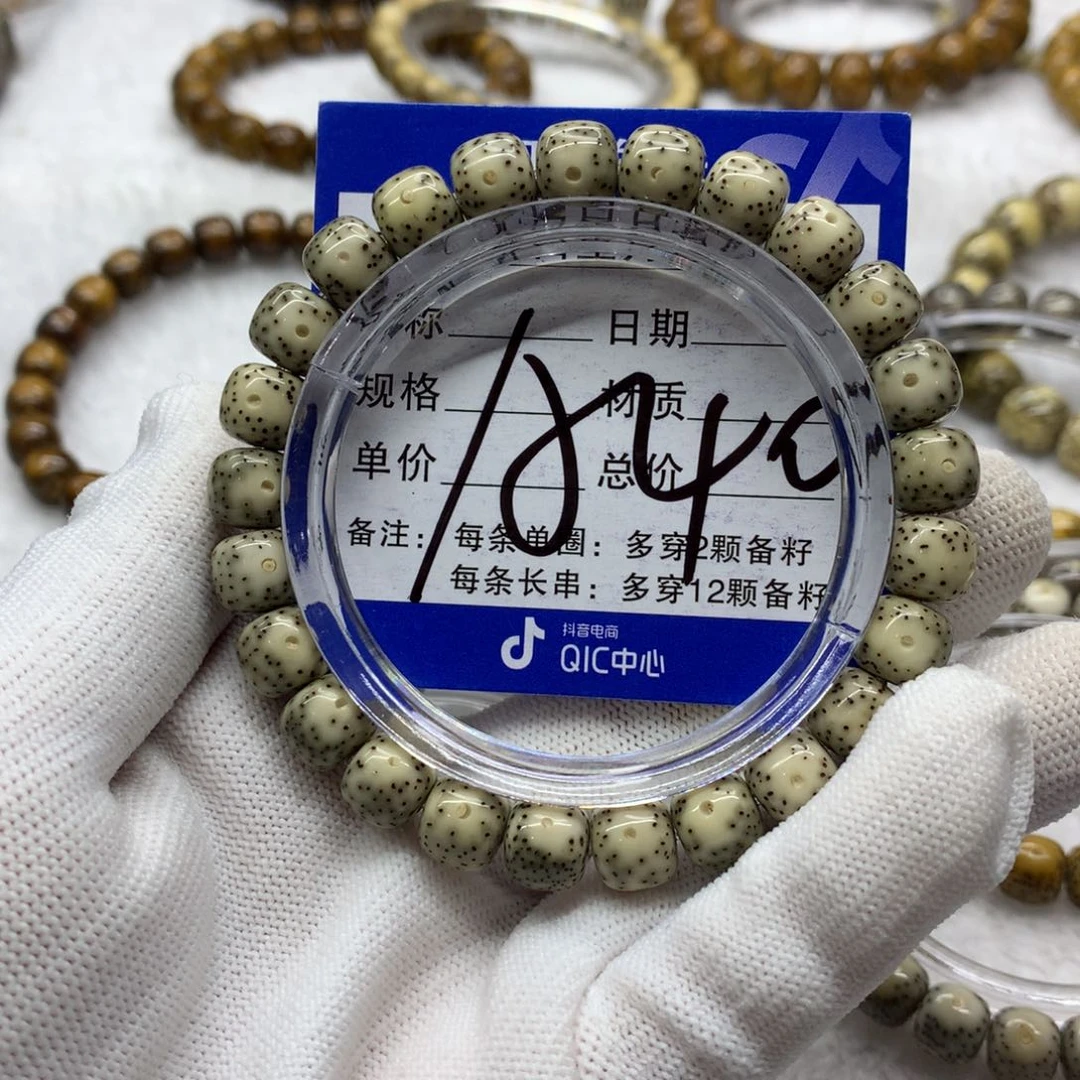 称 日期
规格 材质
单价 总价
备注： 每条单圈：多穿2颗备籽
每条长串：多穿12颗备籽
抖音电商
QIC中心